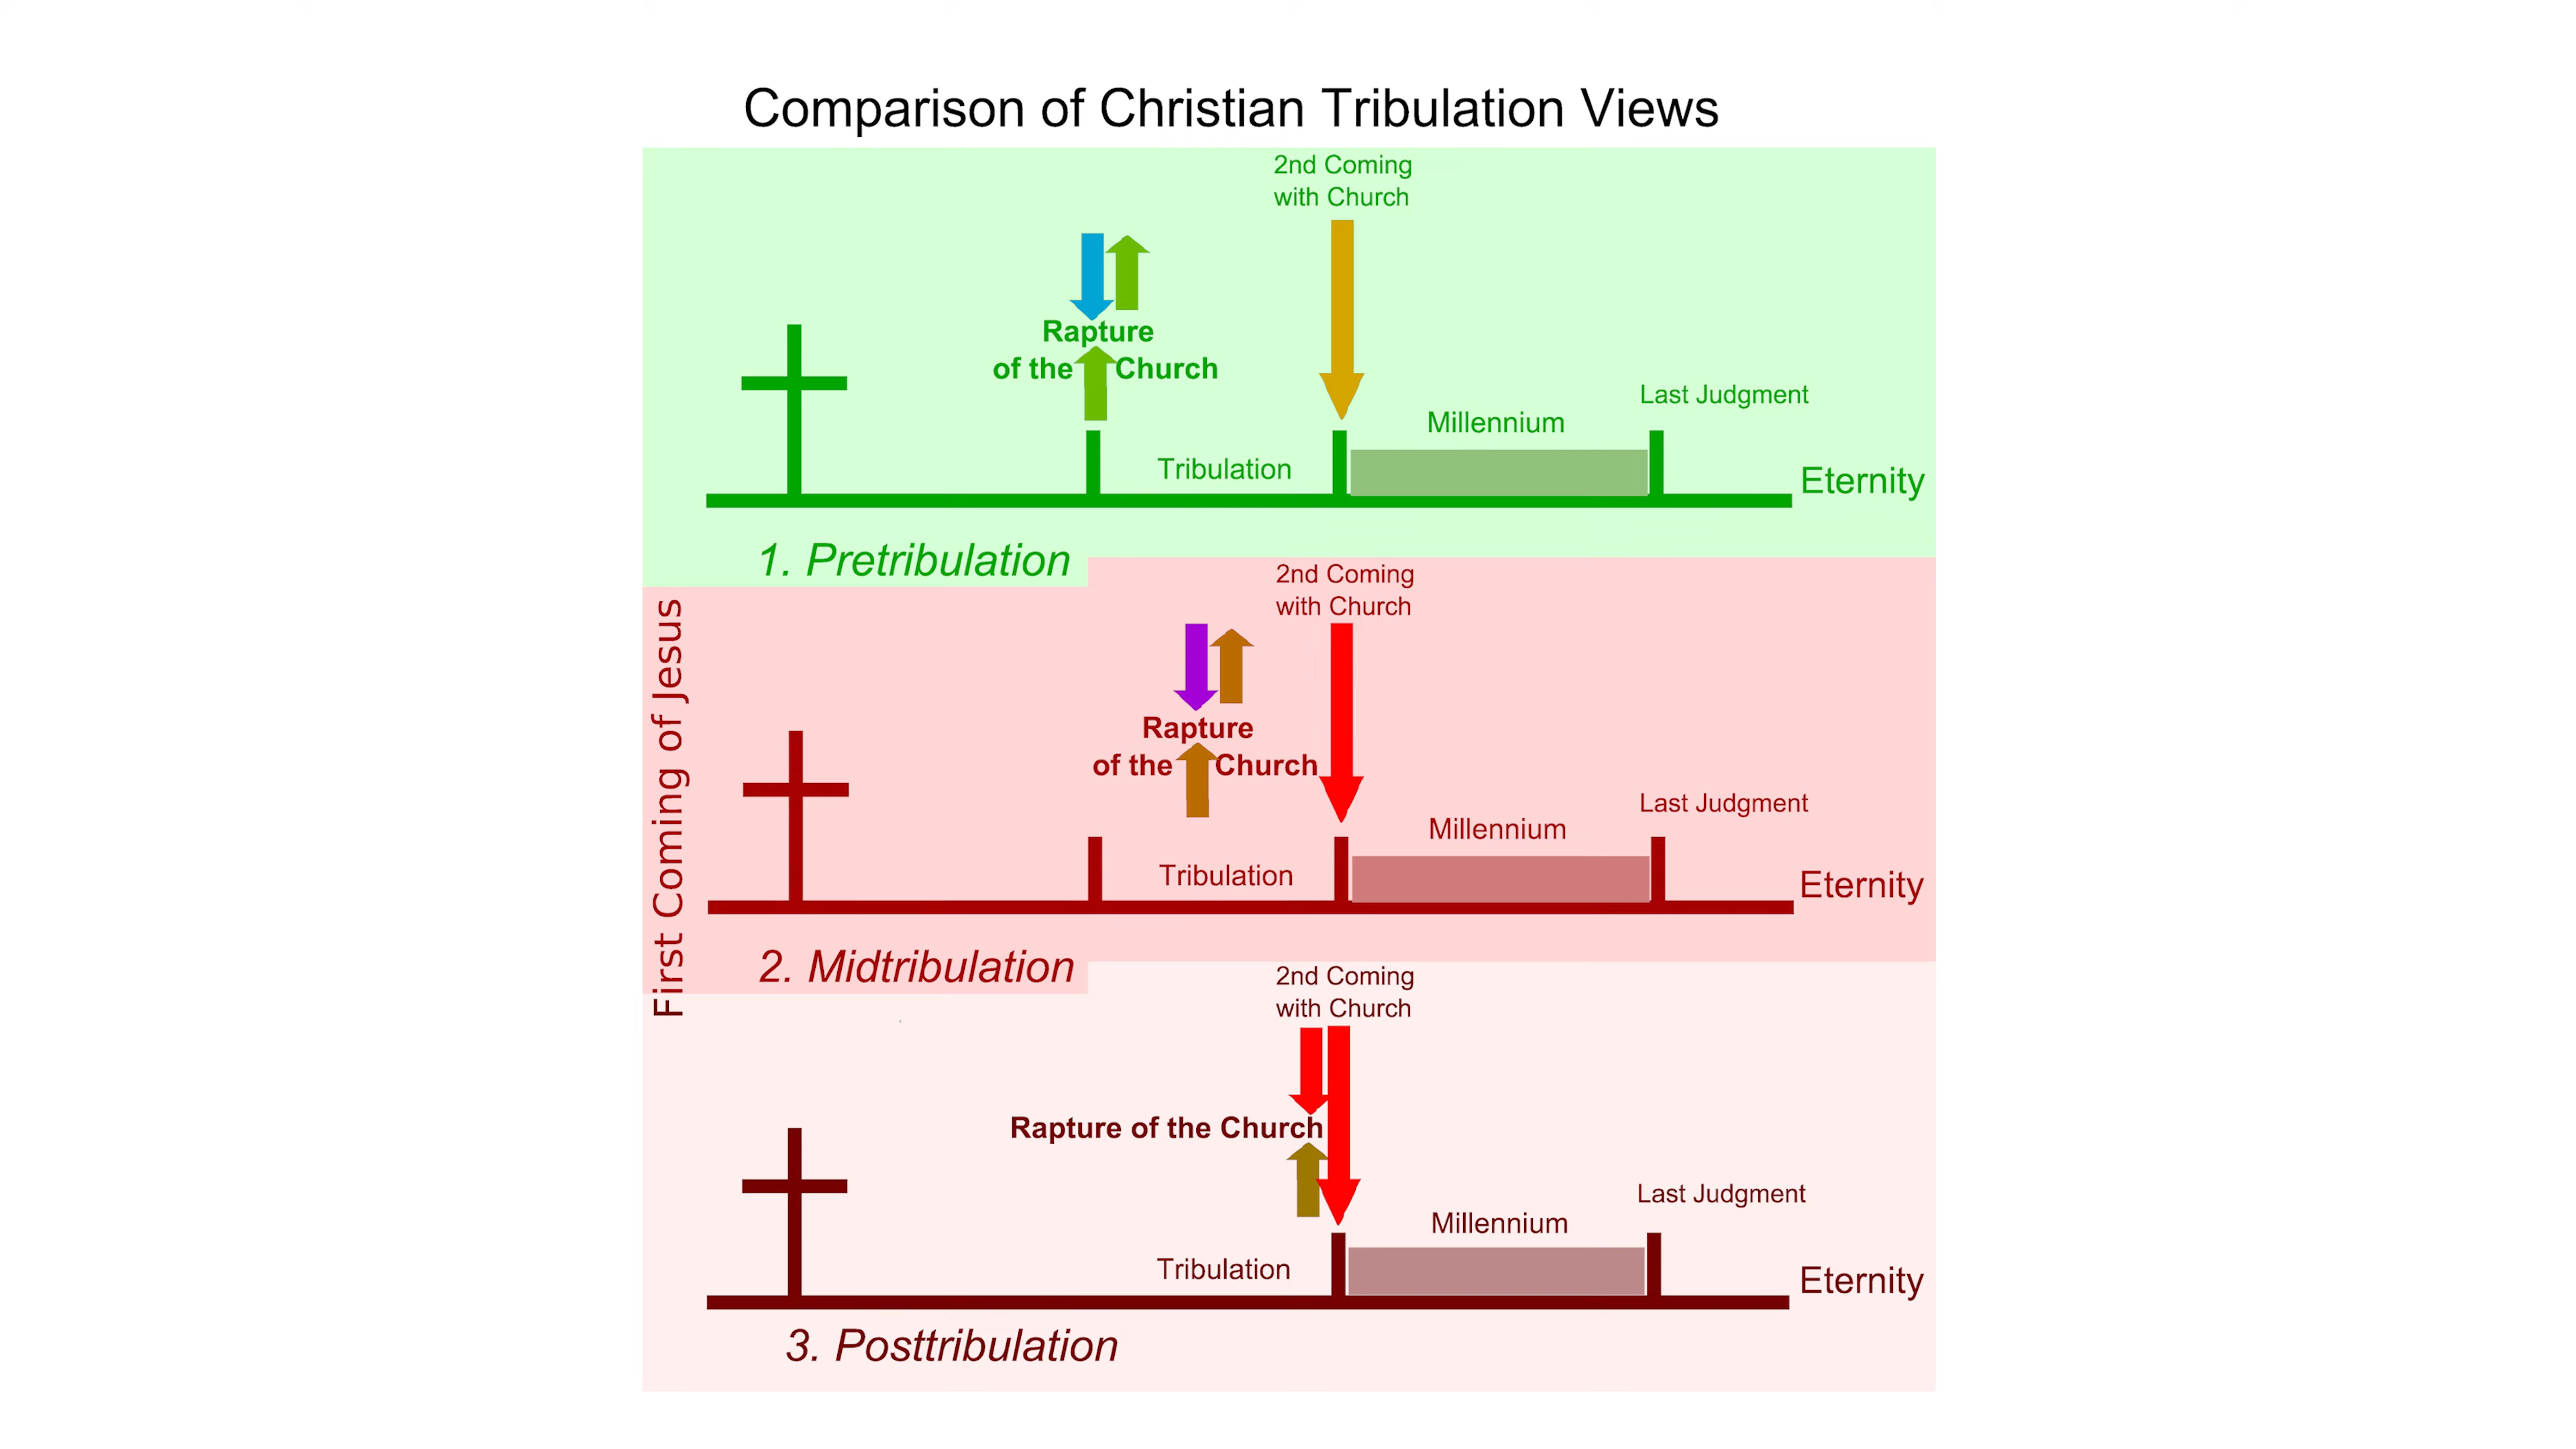 Comparison of Christian Tribulation Views
2nd Coming
with Church
Rapture
of the Church
Last Judgment
Millennium
Tribulation
Eternity
1. Pretribulation
First Coming of Jesus
2nd Coming
with Church
Rapture
of the Church
Last Judgment
Millennium
Tribulation
Eternity
2. Midtribulation
2nd Coming
with Church
Rapture of the Church
Last Judgment
Millennium
Tribulation
Eternity
3. Posttribulation